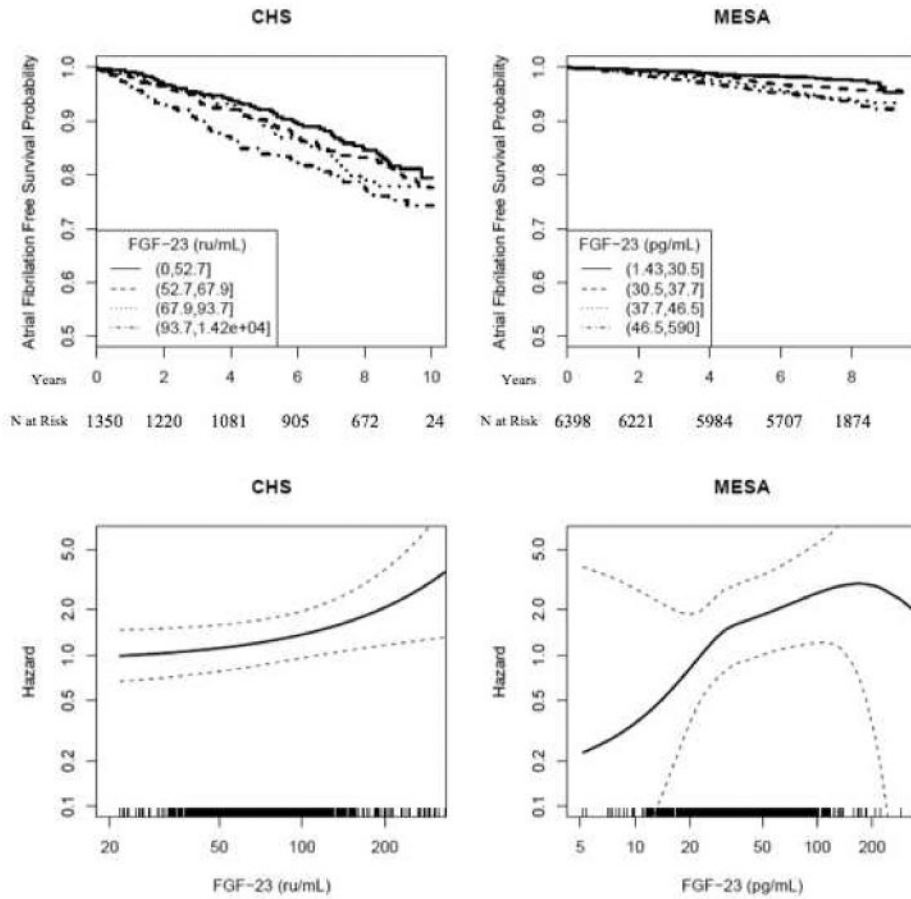 CHS
MESA
Atrial Fibrilation Free Survival Probability
1.0
0.9
0.8
0.7
0.6
0.5
FGF-23 (ru/mL)
(0,52.7]
(52.7,67.9]
(67.9,93.7]
(93.7,1.42e+04]
Years
0 2 4 6 8 10
N at Risk 1350 1220 1081 905 672 24
Atrial Fibrilation Free Survival Probability
1.0
0.9
0.8
0.7
0.6
0.5
FGF-23 (pg/mL)
(1.43,30.5]
(30.5,37.7]
(37.7,46.5]
(46.5,590]
Years
0 2 4 6 8
N at Risk 6398 6221 5984 5707 1874
CHS
Hazard
5.0
2.0
1.0
0.5
0.2
0.1
20 50 100 200
FGF-23 (ru/mL)
MESA
Hazard
5.0
2.0
1.0
0.5
0.2
0.1
5 10 20 50 100 200
FGF-23 (pg/mL)